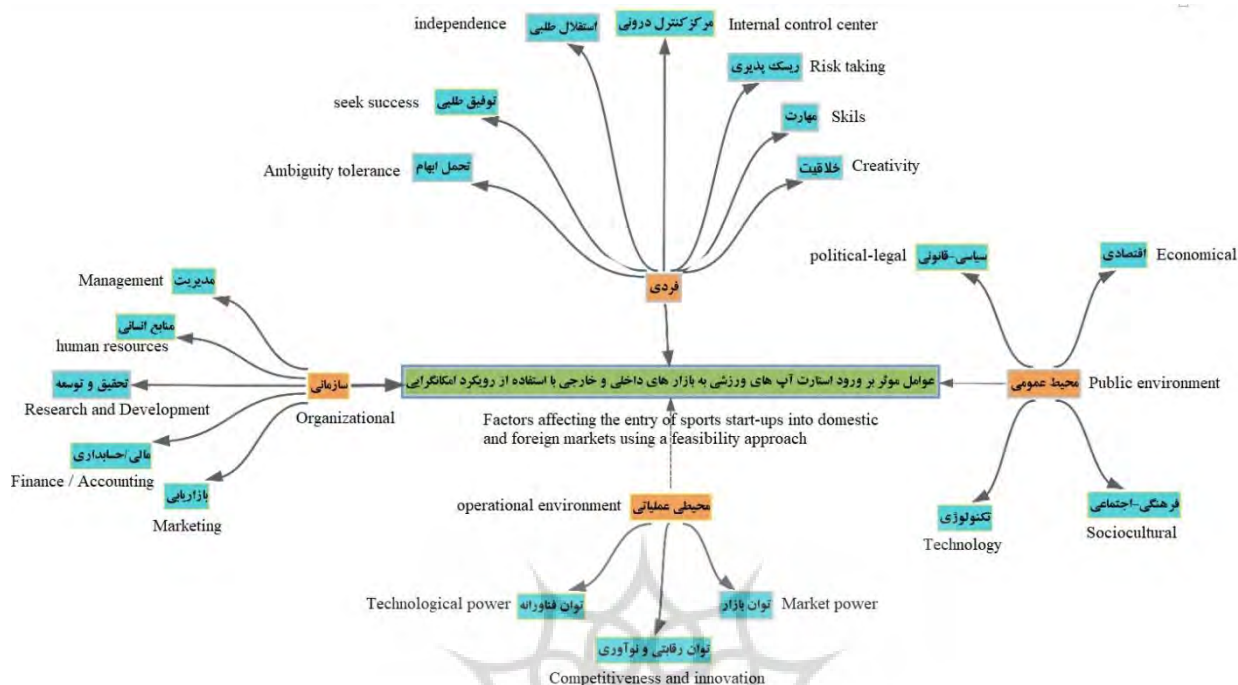 independence
استقلال طلبی
مرکز کنترل درونی
Internal control center
ریسک پذیری
Risk taking
seek success
توفیق طلبی
مهارت
Skils
Ambiguity tolerance
تحمل ابهام
خلاقیت
Creativity
فردی
political-legal
سیاسی-قانونی
اقتصادی
Economical
Management
مدیریت
منابع انسانی
human resources
تحقیق و توسعه
Research and Development
سازمانی
Organizational
عوامل موثر بر ورود استارت آپ های ورزشی به بازار های داخلی و خارجی با استفاده از رویکرد امکانگرایی
Factors affecting the entry of sports start-ups into domestic
and foreign markets using a feasibility approach
محیط عمومی
Public environment
مالی/حسابداری
Finance / Accounting
بازاریابی
Marketing
operational environment
محیطی عملیاتی
تکنولوژی
Technology
فرهنگی-اجتماعی
Sociocultural
Technological power
توان فناورانه
توان بازار
Market power
توان رقابتی و نوآوری
Competitiveness and innovation